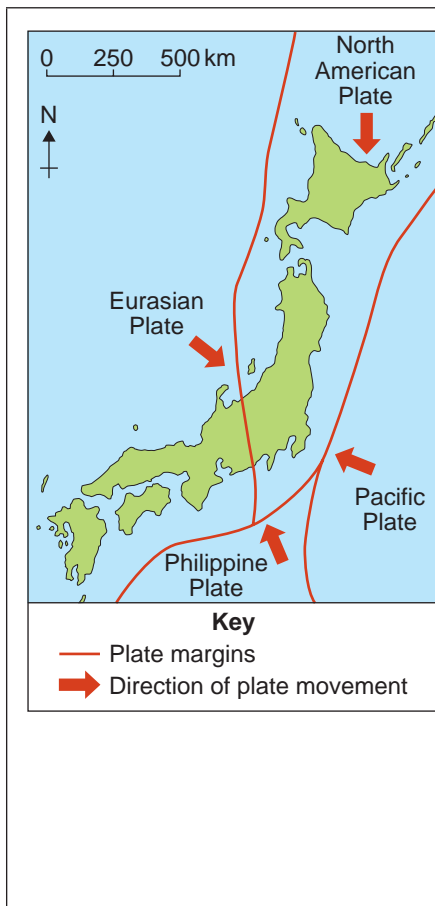 North
American
Plate
0 250 500 km
N
Eurasian
Plate
Pacific
Plate
Philippine
Plate
Key
Plate margins
Direction of plate movement